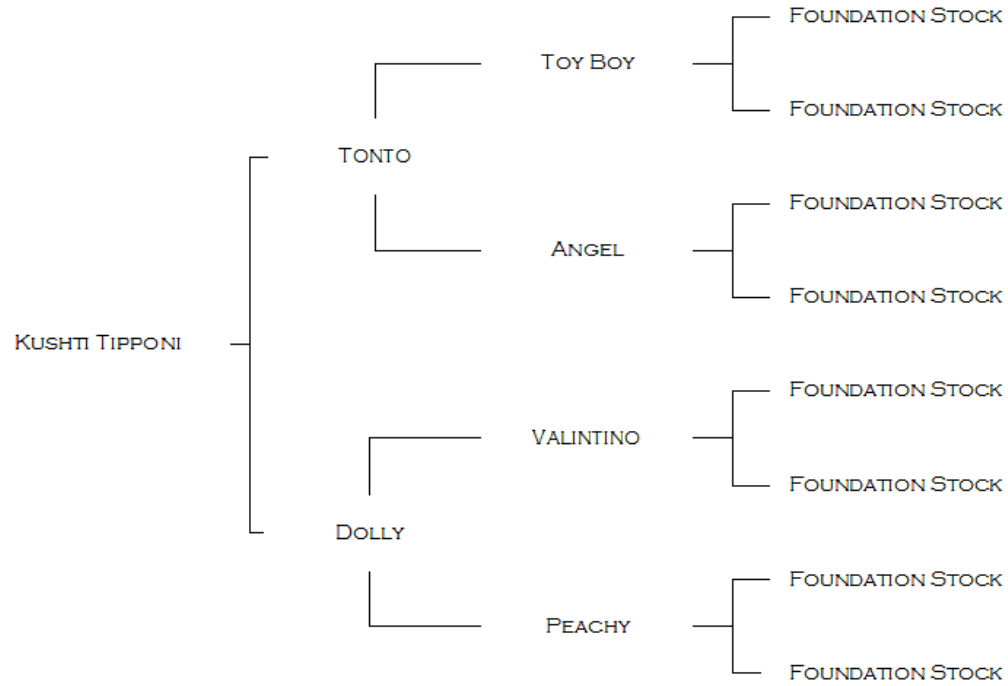 Foundation Stock
Toy Boy
Foundation Stock
Tonto
Foundation Stock
Angel
Foundation Stock
Kushti Tipponi
Foundation Stock
Valintino
Foundation Stock
Dolly
Foundation Stock
Peachy
Foundation Stock